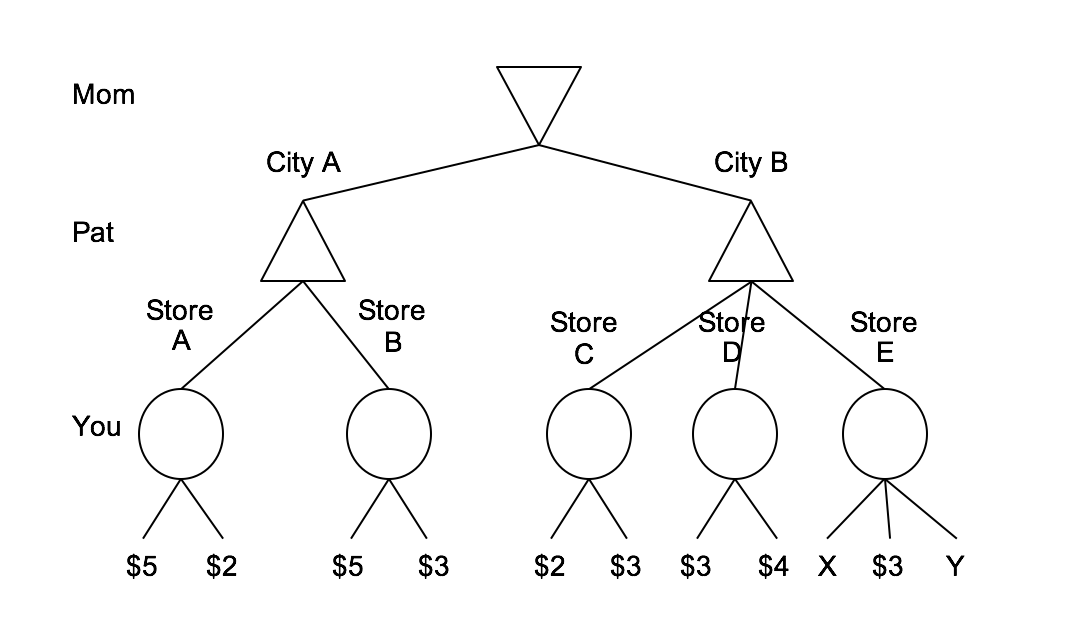 Mom
City A
City B
Pat
Store
A
Store
B
Store
C
Store
D
Store
E
You
$5
$2
$5
$3
$2
$3
$3
$4
X
$3
Y